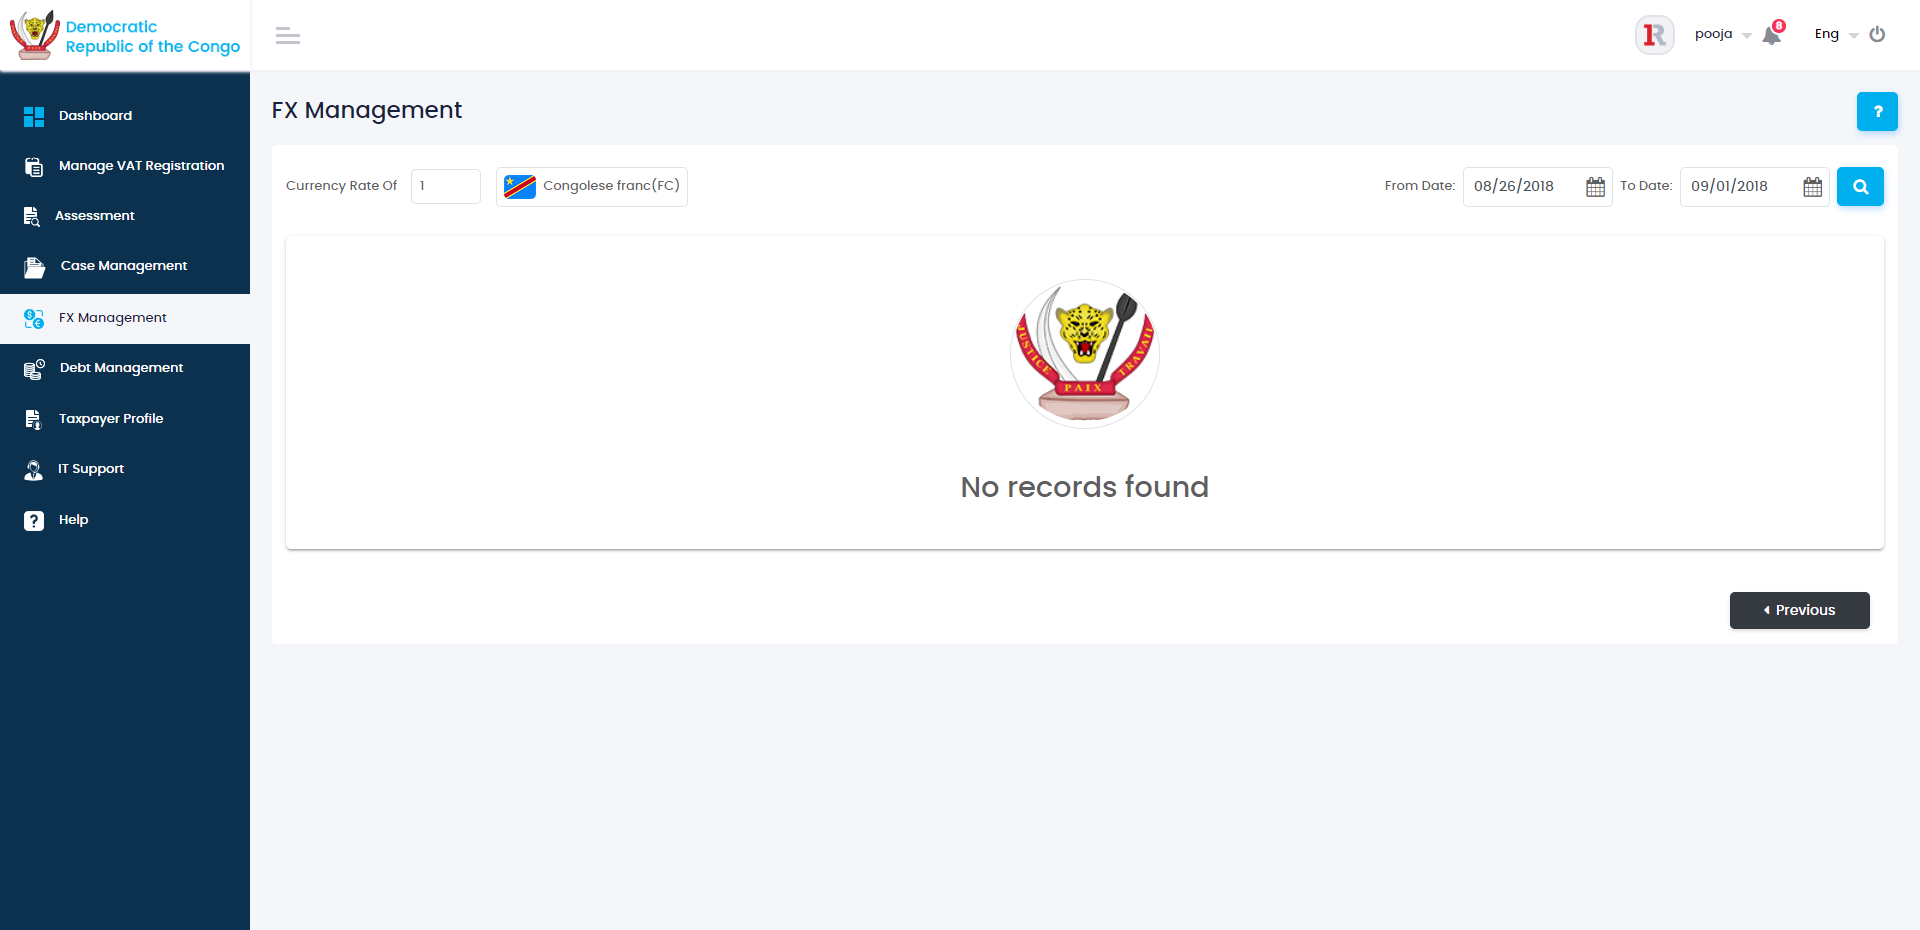 Democratic
Republic of the Congo
1R
pooja
8
Eng
Dashboard
Manage VAT Registration
Assessment
Case Management
FX Management
Debt Management
Taxpayer Profile
IT Support
Help
FX Management
?
Currency Rate Of
1
Congolese franc(FC)
From Date:
08/26/2018
To Date:
09/01/2018
JUSTICE PAIX TRAVAIL
No records found
Previous